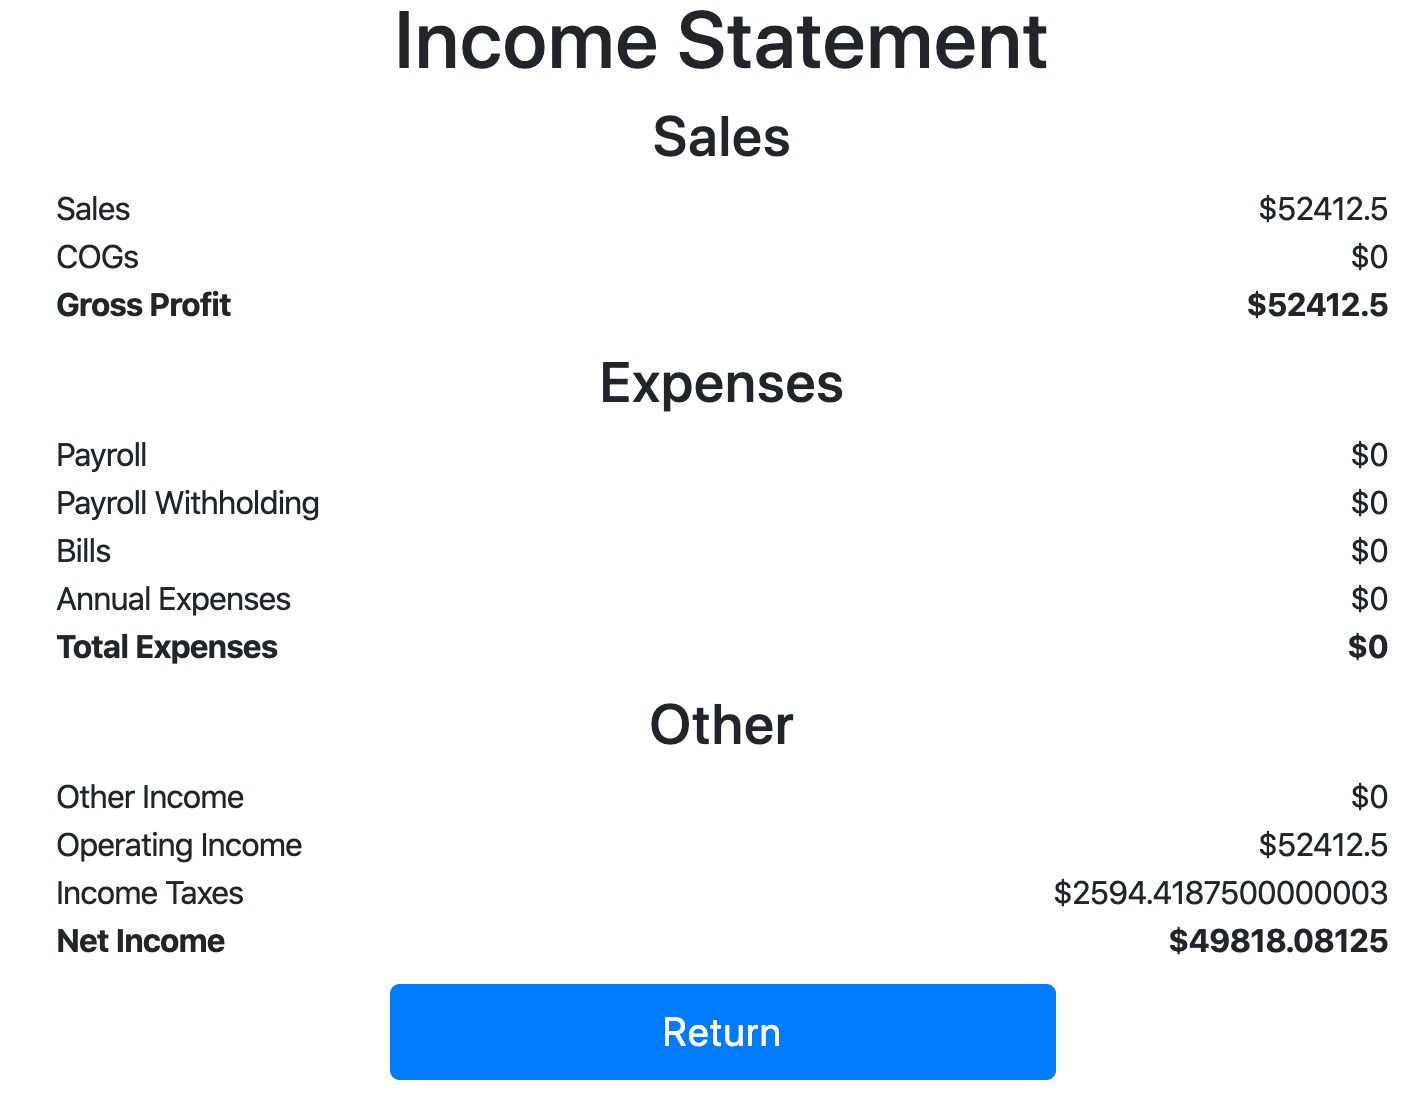 Income Statement
Sales
Sales $52412.5
COGs $0
Gross Profit $52412.5
Expenses
Payroll $0
Payroll Withholding $0
Bills $0
Annual Expenses $0
Total Expenses $0
Other
Other Income $0
Operating Income $52412.5
Income Taxes $2594.4187500000003
Net Income $49818.08125
Return